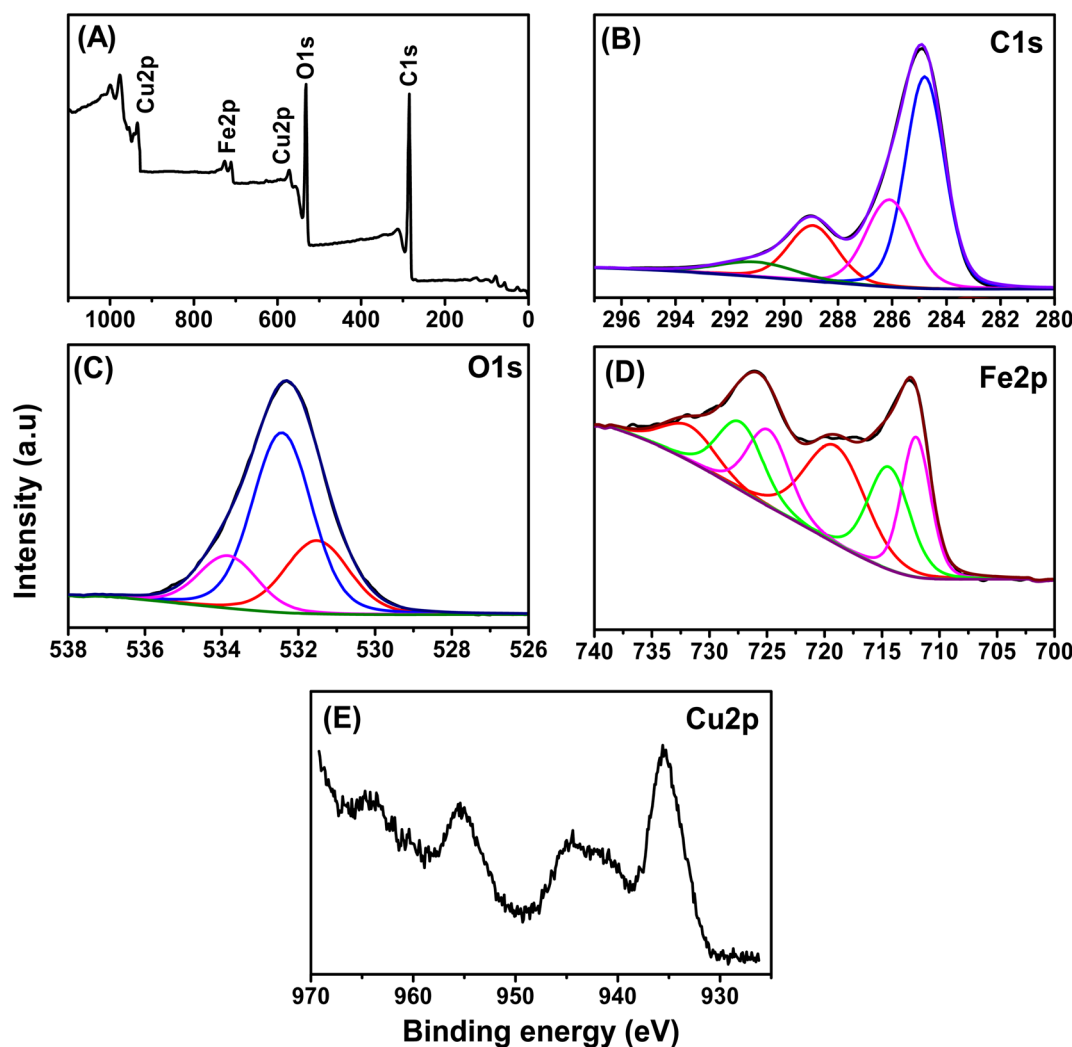 (A)
Cu2p
Fe2p
Cu2p
O1s
C1s
1000 800 600 400 200 0
(B)
C1s
296 294 292 290 288 286 284 282 280
(C)
O1s
538 536 534 532 530 528 526
(D)
Fe2p
740 735 730 725 720 715 710 705 700
Intensity (a.u)
(E)
Cu2p
970 960 950 940 930
Binding energy (eV)